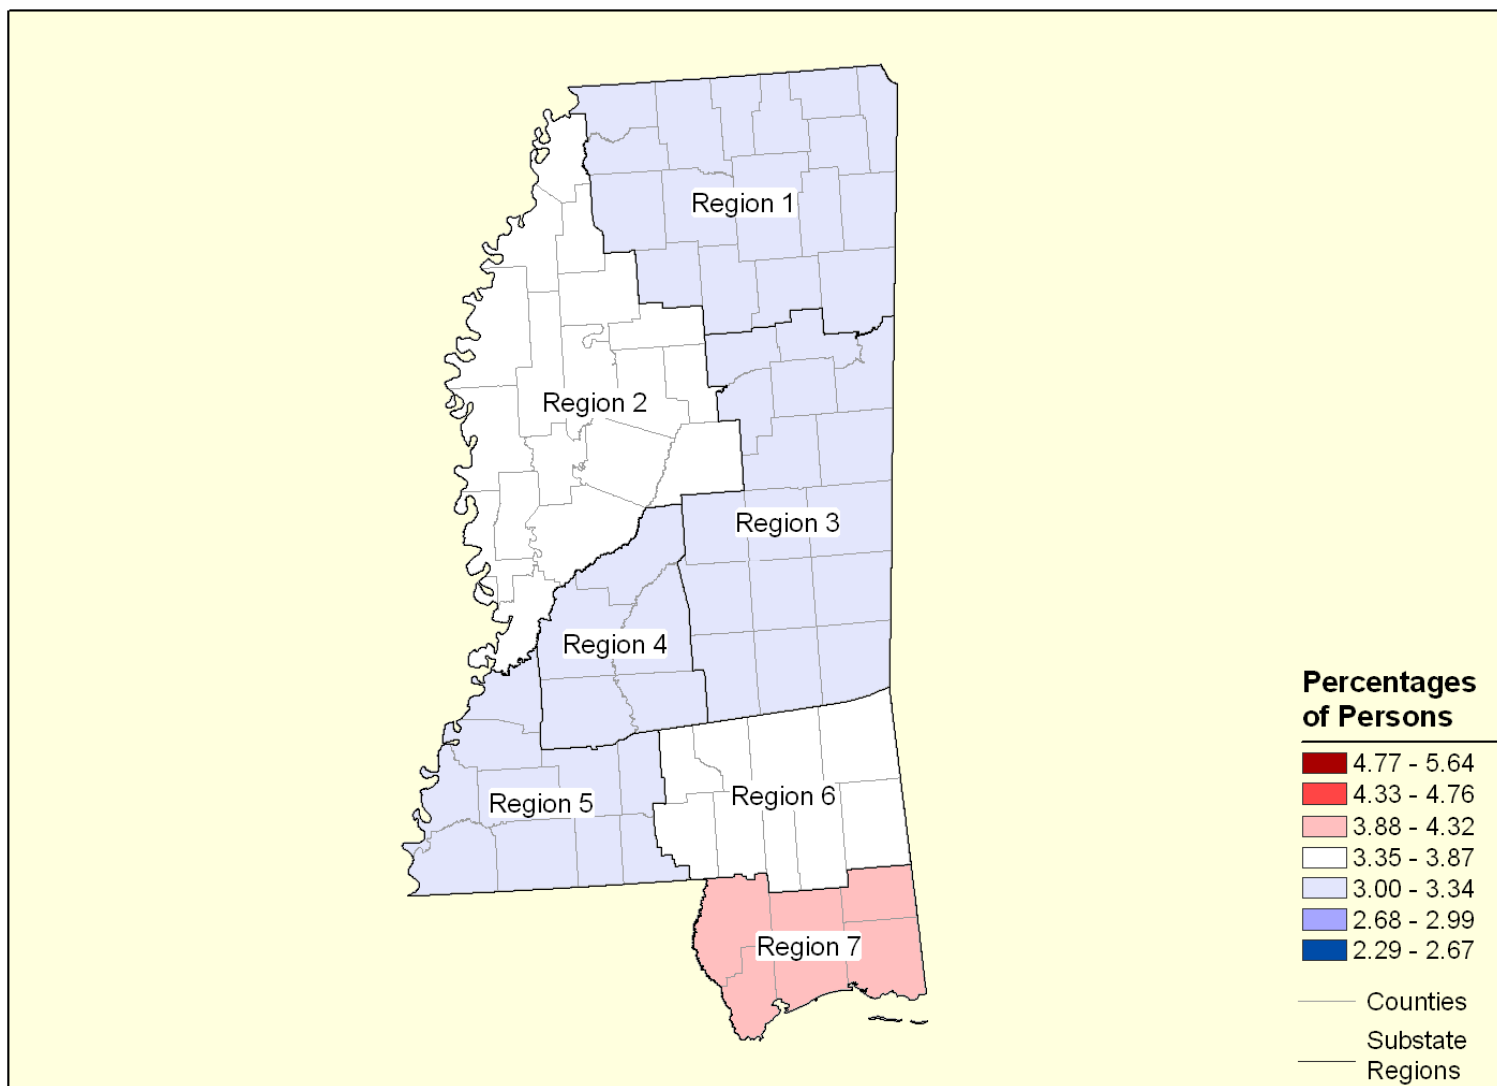 Region 1
Region 2
Region 3
Region 4
Region 5
Region 6
Region 7
Percentages
of Persons
4.77 - 5.64
4.33 - 4.76
3.88 - 4.32
3.35 - 3.87
3.00 - 3.34
2.68 - 2.99
2.29 - 2.67
Counties
Substate
Regions